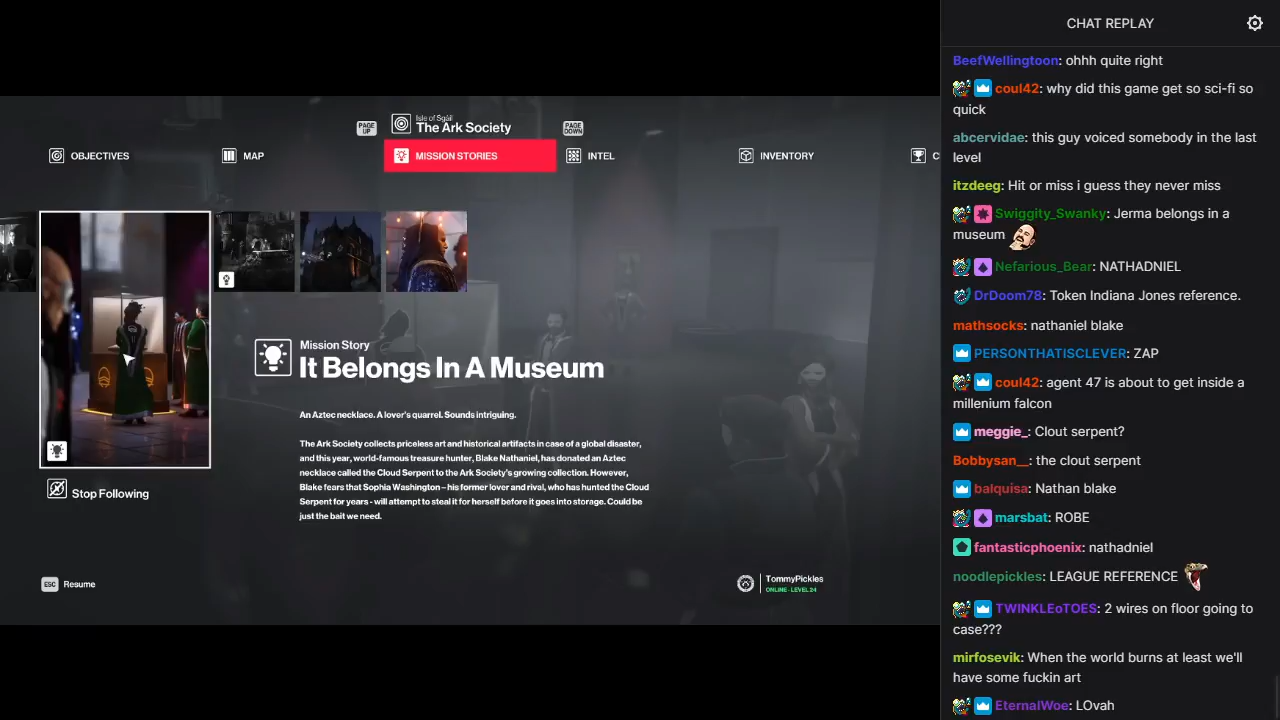 PAGE UP
Isle of Sgàil
The Ark Society
PAGE DOWN
OBJECTIVES
MAP
MISSION STORIES
INTEL
INVENTORY
C
Mission Story
It Belongs In A Museum
An Aztec necklace. A lover's quarrel. Sounds intriguing.
The Ark Society collects priceless art and historical artifacts in case of a global disaster,
and this year, world-famous treasure hunter, Blake Nathaniel, has donated an Aztec
necklace called the Cloud Serpent to the Ark Society's growing collection. However,
Blake fears that Sophia Washington – his former lover and rival, who has hunted the Cloud
Serpent for years - will attempt to steal it for herself before it goes into storage. Could be
just the bait we need.
Stop Following
ESC Resume
TommyPickles
ONLINE - LEVEL 24
CHAT REPLAY
BeefWellingtoon: ohhh quite right
coul42: why did this game get so sci-fi so
quick
abcervidae: this guy voiced somebody in the last
level
itzdeeg: Hit or miss i guess they never miss
Swiggity_Swanky: Jerma belongs in a
museum
Nefarious_Bear: NATHADNIEL
DrDoom78: Token Indiana Jones reference.
mathsocks: nathaniel blake
PERSONTHATISCLEVER: ZAP
coul42: agent 47 is about to get inside a
millenium falcon
meggie_: Clout serpent?
Bobbysan__: the clout serpent
balquisa: Nathan blake
marsbat: ROBE
fantasticphoenix: nathadniel
noodlepickles: LEAGUE REFERENCE
TWINKLEoTOES: 2 wires on floor going to
case???
mirfosevik: When the world burns at least we'll
have some fuckin art
EternalWoe: LOvah